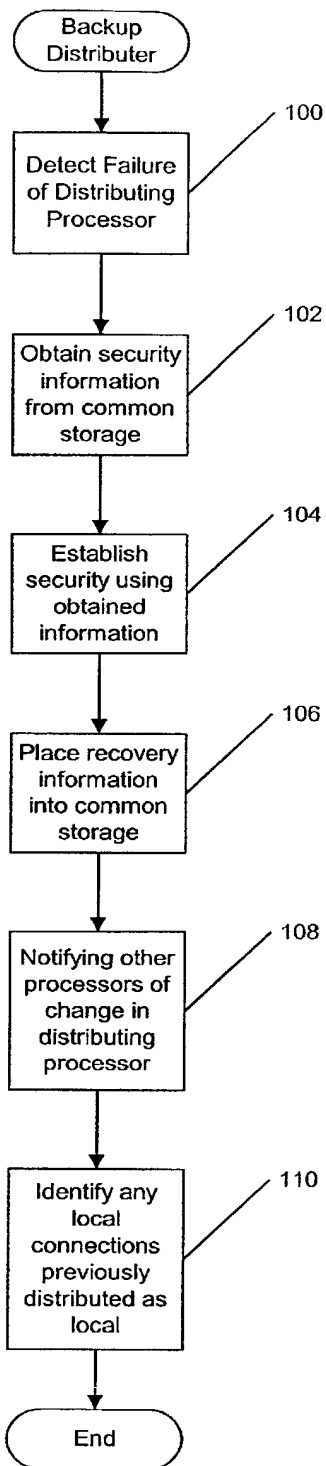 Backup
Distributer
100
Detect Failure
of Distributing
Processor
102
Obtain security
information
from common
storage
104
Establish
security using
obtained
information
106
Place recovery
information
into common
storage
108
Notifying other
processors of
change in
distributing
processor
110
Identify any
local
connections
previously
distributed as
local
End